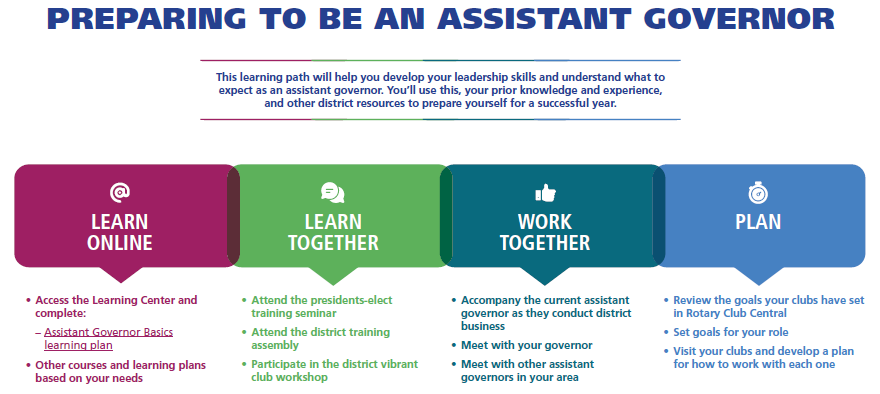 PREPARING TO BE AN ASSISTANT GOVERNOR
This learning path will help you develop your leadership skills and understand what to
expect as an assistant governor. You'll use this, your prior knowledge and experience,
and other district resources to prepare yourself for a successful year.
LEARN
ONLINE
• Access the Learning Center and
complete:
– Assistant Governor Basics
learning plan
• Other courses and learning plans
based on your needs
LEARN
TOGETHER
• Attend the presidents-elect
training seminar
• Attend the district training
assembly
• Participate in the district vibrant
club workshop
WORK
TOGETHER
• Accompany the current assistant
governor as they conduct district
business
• Meet with your governor
• Meet with other assistant
governors in your area
PLAN
• Review the goals your clubs have set
in Rotary Club Central
• Set goals for your role
• Visit your clubs and develop a plan
for how to work with each one